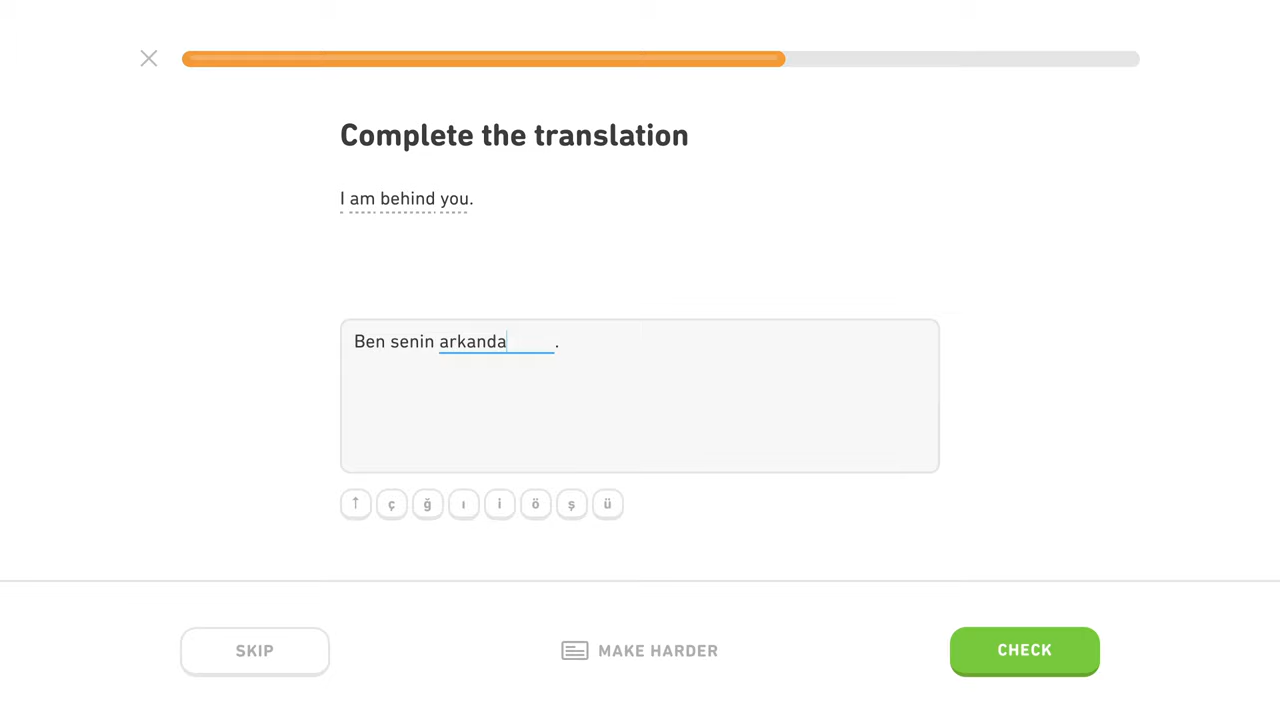 Complete the translation
I am behind you.
Ben senin arkanda .
↑ ç ğ ı i ö ş ü
SKIP
MAKE HARDER
CHECK